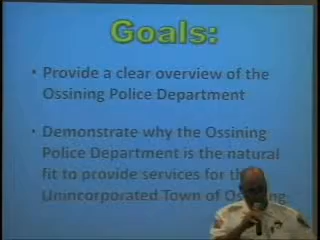 Goals:
• Provide a clear overview of the
Ossining Police Department
• Demonstrate why the Ossining
Police Department is the natural
fit to provide services for
Unincorporated Town of